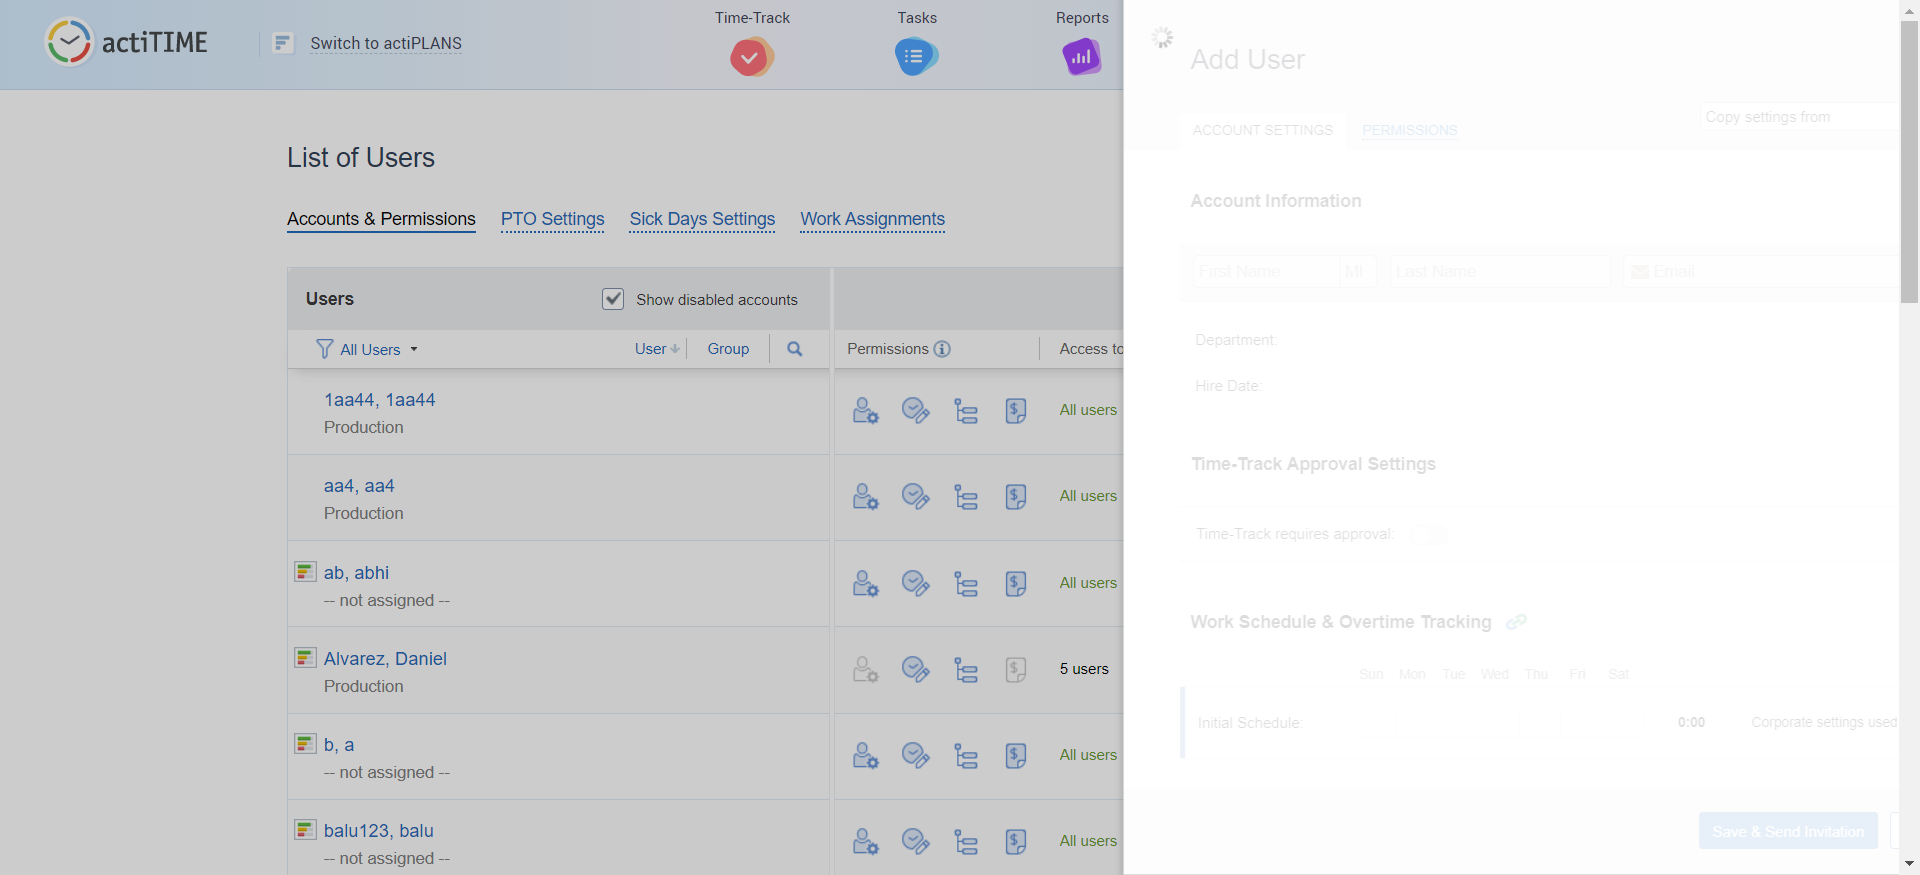 actiTIME
Switch to actiPLANS
Time-Track
Tasks
Reports
List of Users
Accounts & Permissions
PTO Settings
Sick Days Settings
Work Assignments
Users
Show disabled accounts
All Users
User
Group
Permissions
Access to
1aa44, 1aa44
Production
All users
aa4, aa4
Production
All users
ab, abhi
-- not assigned --
All users
Alvarez, Daniel
Production
5 users
b, a
-- not assigned --
All users
balu123, balu
-- not assigned --
All users
Add User
Copy settings from
ACCOUNT SETTINGS
PERMISSIONS
Account Information
First Name
MI
Last Name
Email
Department:
Hire Date:
Time-Track Approval Settings
Time-Track requires approval:
Work Schedule & Overtime Tracking
Sun Mon Tue Wed Thu Fri Sat
Initial Schedule:
0:00
Corporate settings used
Save & Send Invitation